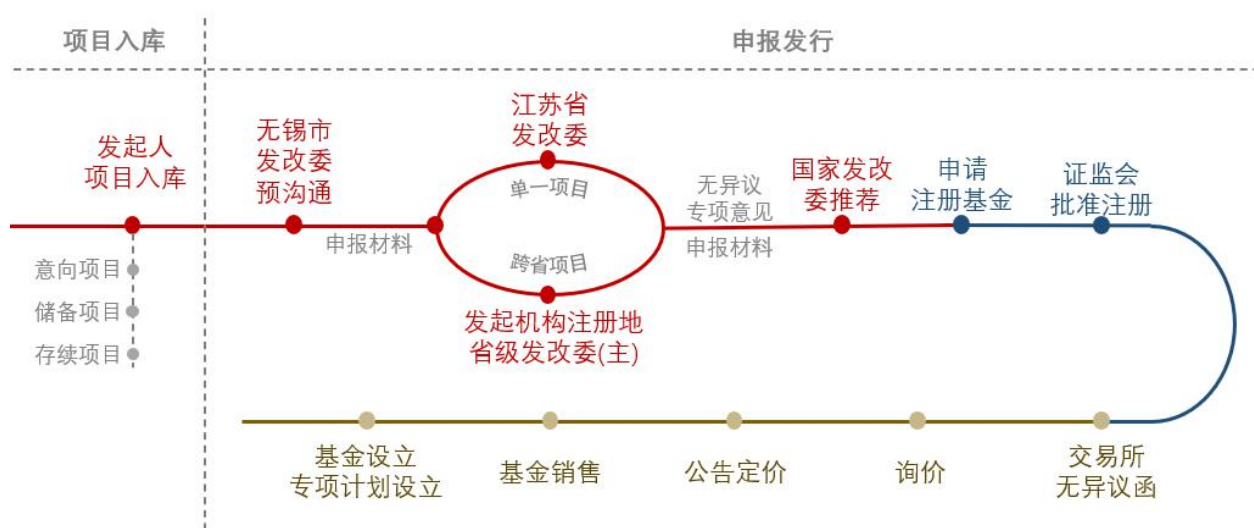 项目入库
申报发行
发起人
项目入库
意向项目
储备项目
存续项目
无锡市
发改委
预沟通
申报材料
江苏省
发改委
单一项目
跨省项目
发起机构注册地
省级发改委(主)
无异议
专项意见
申报材料
国家发改
委推荐
申请
注册基金
证监会
批准注册
交易所
无异议函
询价
公告定价
基金销售
基金设立
专项计划设立